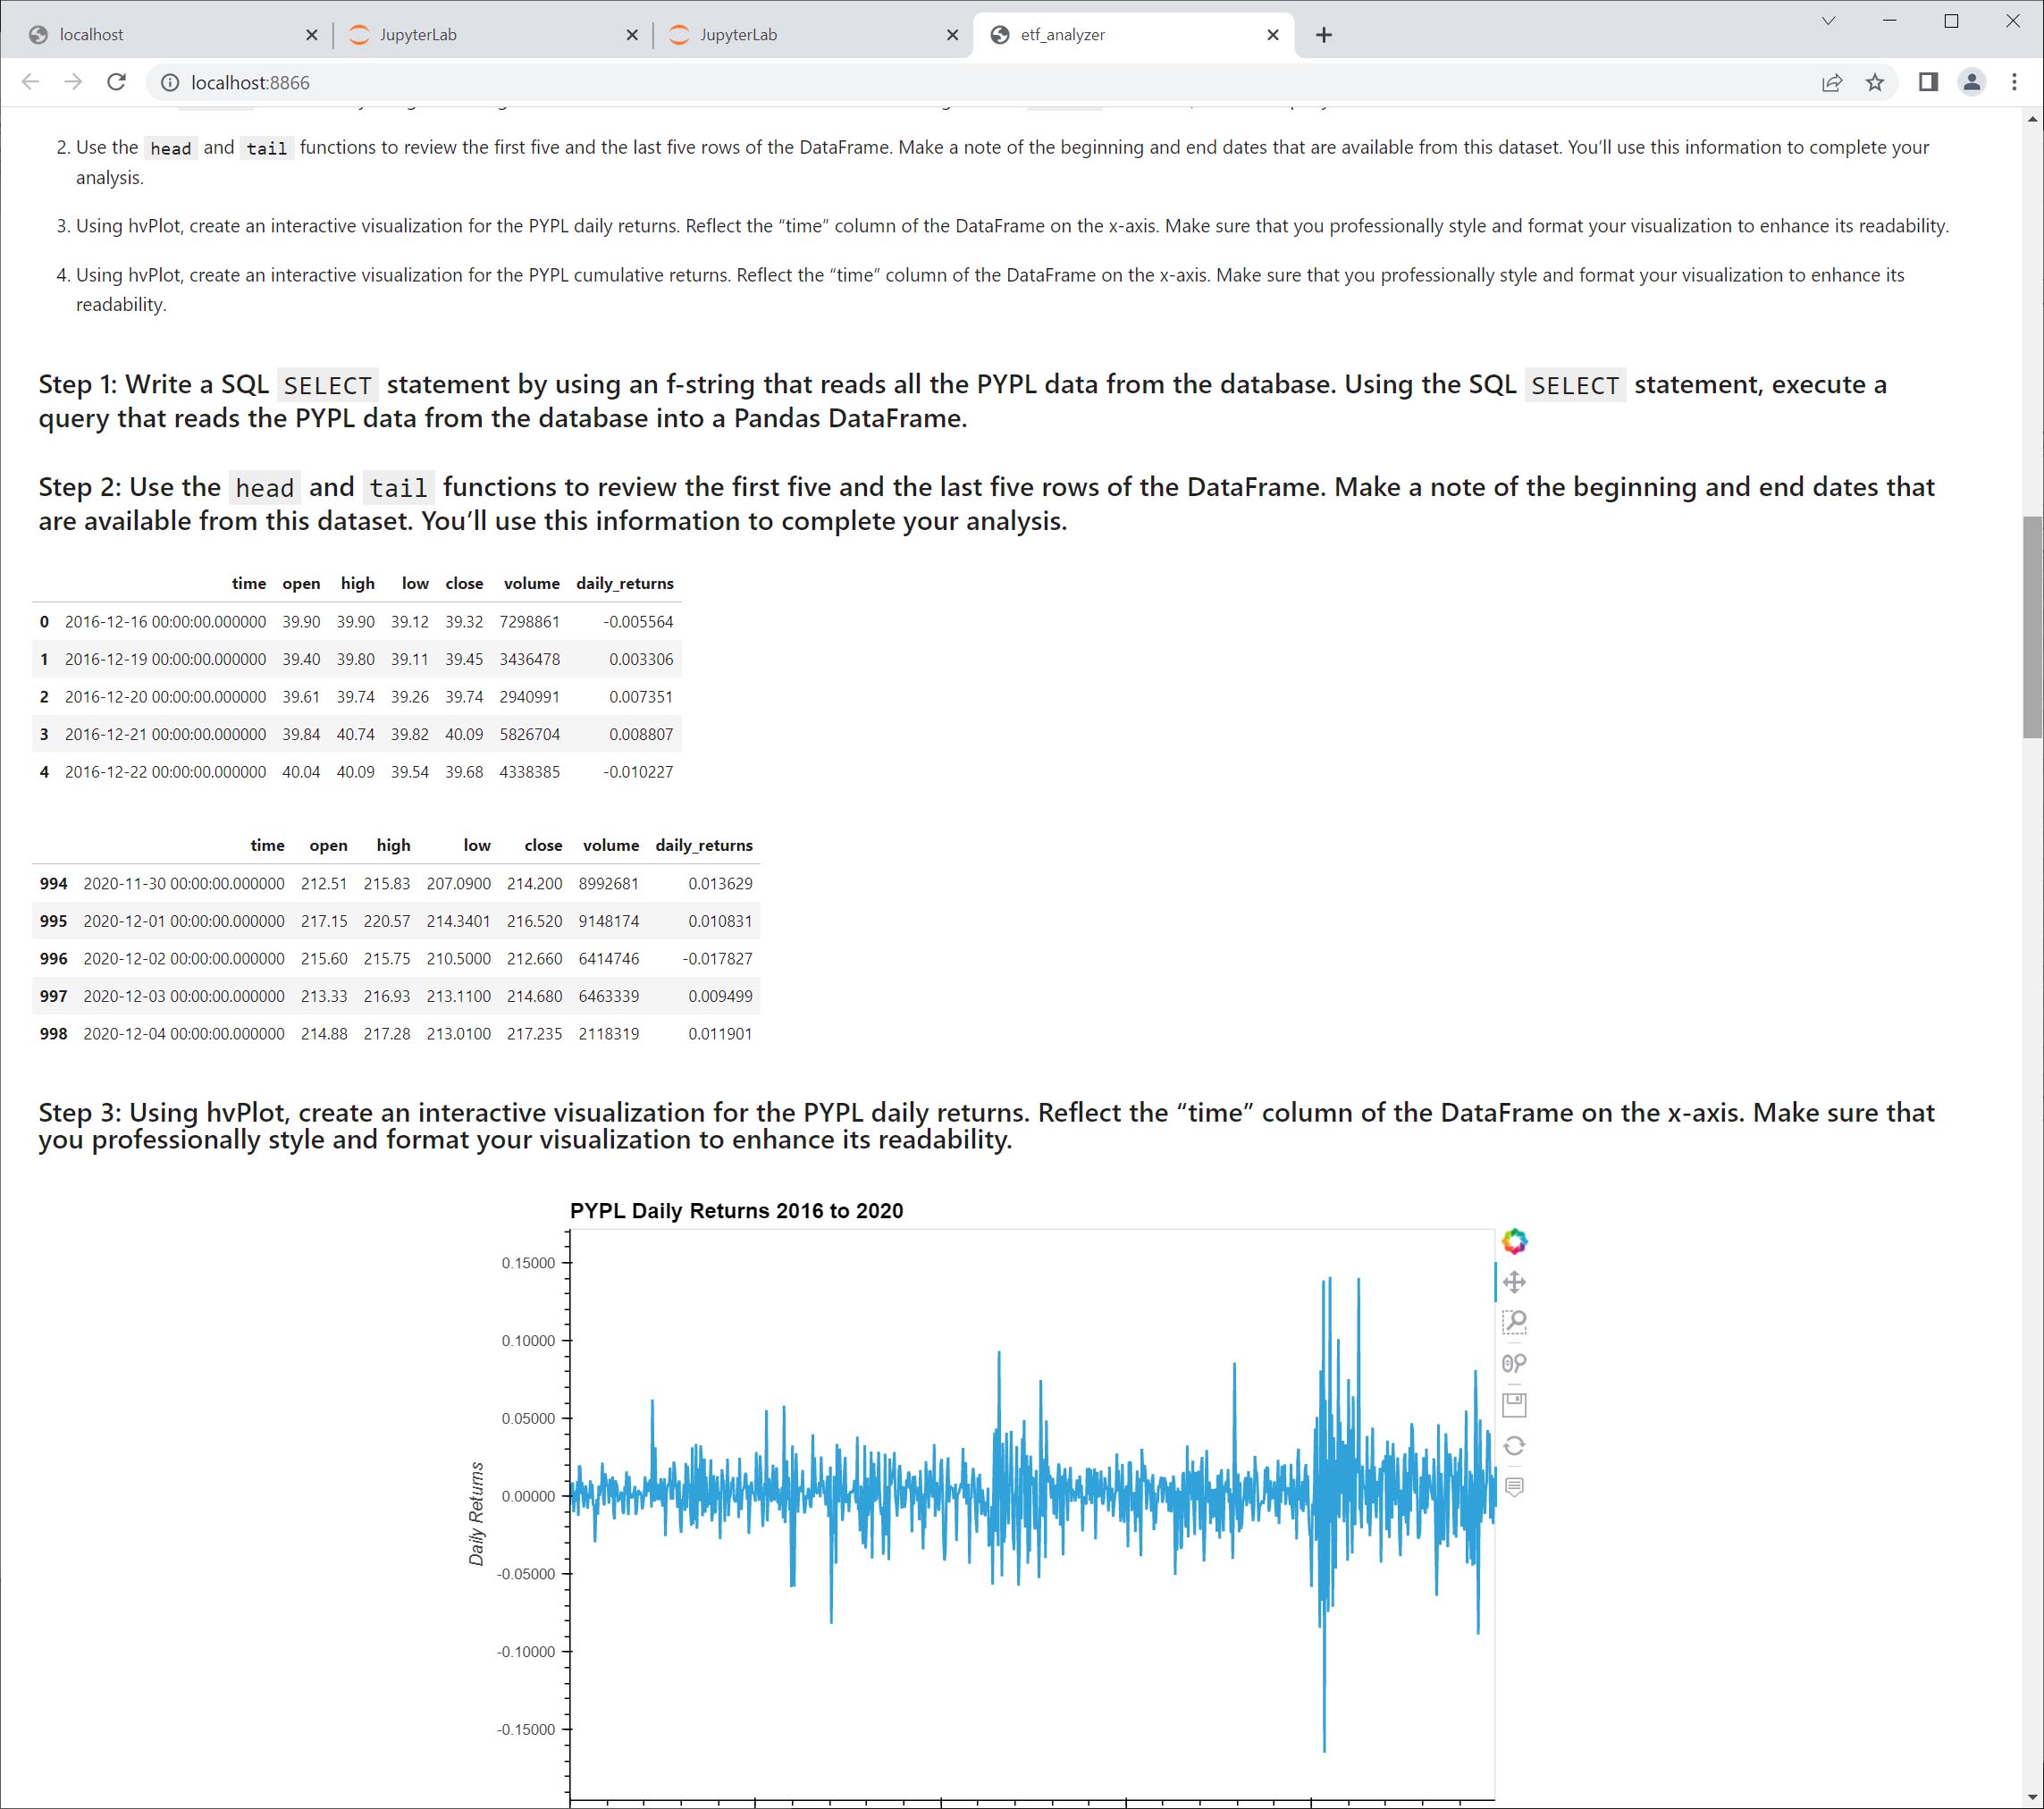 localhost
JupyterLab
JupyterLab
etf_analyzer
localhost:8866
2. Use the head and tail functions to review the first five and the last five rows of the DataFrame. Make a note of the beginning and end dates that are available from this dataset. You’ll use this information to complete your
analysis.
3. Using hvPlot, create an interactive visualization for the PYPL daily returns. Reflect the “time” column of the DataFrame on the x-axis. Make sure that you professionally style and format your visualization to enhance its readability.
4. Using hvPlot, create an interactive visualization for the PYPL cumulative returns. Reflect the “time” column of the DataFrame on the x-axis. Make sure that you professionally style and format your visualization to enhance its
readability.
Step 1: Write a SQL SELECT statement by using an f-string that reads all the PYPL data from the database. Using the SQL SELECT statement, execute a
query that reads the PYPL data from the database into a Pandas DataFrame.
Step 2: Use the head and tail functions to review the first five and the last five rows of the DataFrame. Make a note of the beginning and end dates that
are available from this dataset. You’ll use this information to complete your analysis.
time open high low close volume daily_returns
0 2016-12-16 00:00:00.000000 39.90 39.90 39.12 39.32 7298861 -0.005564
1 2016-12-19 00:00:00.000000 39.40 39.80 39.11 39.45 3436478 0.003306
2 2016-12-20 00:00:00.000000 39.61 39.74 39.26 39.74 2940991 0.007351
3 2016-12-21 00:00:00.000000 39.84 40.74 39.82 40.09 5826704 0.008807
4 2016-12-22 00:00:00.000000 40.04 40.09 39.54 39.68 4338385 -0.010227
time open high low close volume daily_returns
994 2020-11-30 00:00:00.000000 212.51 215.83 207.0900 214.200 8992681 0.013629
995 2020-12-01 00:00:00.000000 217.15 220.57 214.3401 216.520 9148174 0.010831
996 2020-12-02 00:00:00.000000 215.60 215.75 210.5000 212.660 6414746 -0.017827
997 2020-12-03 00:00:00.000000 213.33 216.93 213.1100 214.680 6463339 0.009499
998 2020-12-04 00:00:00.000000 214.88 217.28 213.0100 217.235 2118319 0.011901
Step 3: Using hvPlot, create an interactive visualization for the PYPL daily returns. Reflect the “time” column of the DataFrame on the x-axis. Make sure that
you professionally style and format your visualization to enhance its readability.
PYPL Daily Returns 2016 to 2020
0.15000
0.10000
0.05000
0.00000
-0.05000
-0.10000
-0.15000
Daily Returns